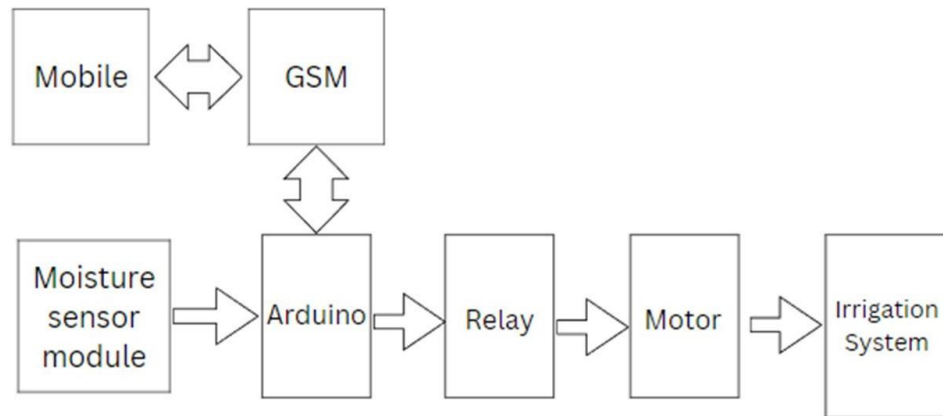 Mobile
GSM
Moisture
sensor
module
Arduino
Relay
Motor
Irrigation
System